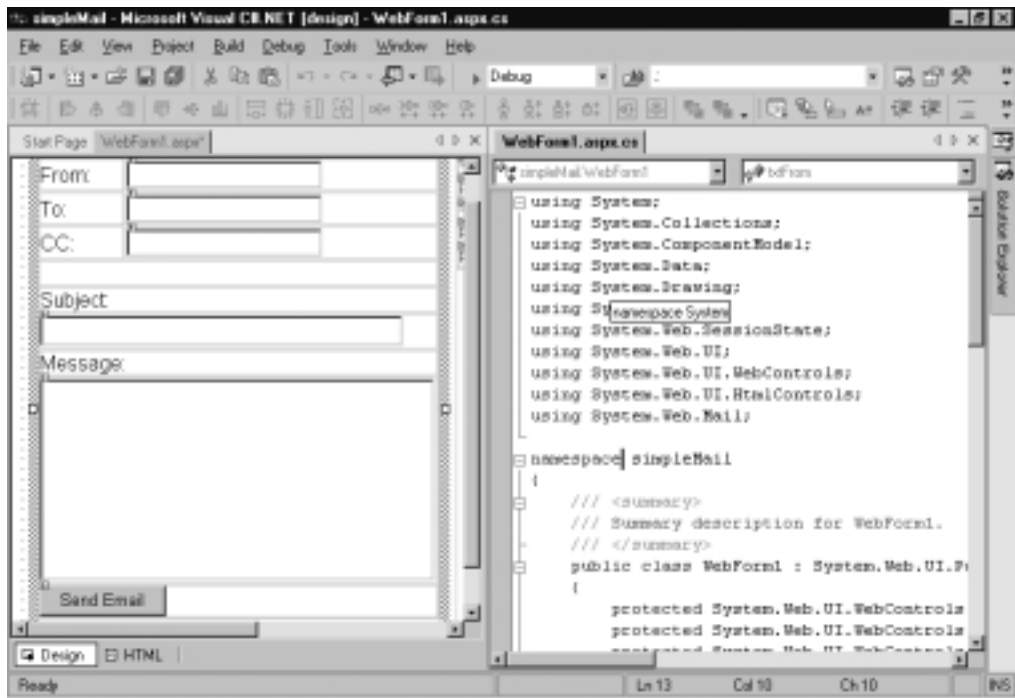 simpleMail - Microsoft Visual C#.NET [design] - WebForm1.aspx.cs
File Edit View Project Build Debug Tools Window Help
Debug
Start Page WebForm1.aspx*
WebForm1.aspx.cs
simpleMail.WebForm1
txtFrom
Solution Explorer
From:
To:
CC:
Subject:
Message:
Send Email
using System;
using System.Collections;
using System.ComponentModel;
using System.Data;
using System.Drawing;
using Sy
namespace System
using System.Web.SessionState;
using System.Web.UI;
using System.Web.UI.WebControls;
using System.Web.UI.HtmlControls;
using System.Web.Mail;
namespace simpleMail
{
/// <summary>
/// Summary description for WebForm1.
/// </summary>
public class WebForm1 : System.Web.UI.P
{
protected System.Web.UI.WebControls
protected System.Web.UI.WebControls
protected System.Web.UI.WebControls
Design HTML
Ready Ln 13 Col 10 Ch 10 INS